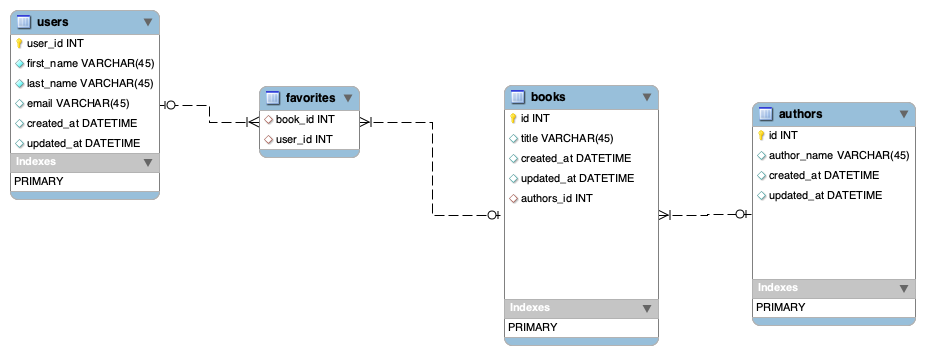 users
user_id INT
first_name VARCHAR(45)
last_name VARCHAR(45)
email VARCHAR(45)
created_at DATETIME
updated_at DATETIME
Indexes
PRIMARY
favorites
book_id INT
user_id INT
books
id INT
title VARCHAR(45)
created_at DATETIME
updated_at DATETIME
authors_id INT
Indexes
PRIMARY
authors
id INT
author_name VARCHAR(45)
created_at DATETIME
updated_at DATETIME
Indexes
PRIMARY